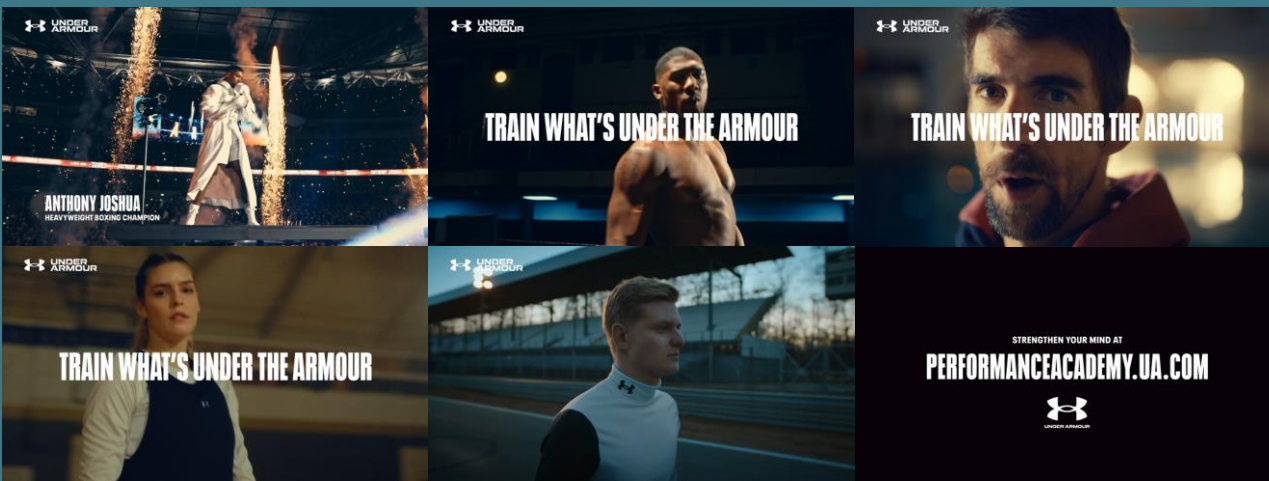 UNDER
ARMOUR
ANTHONY JOSHUA
HEAVYWEIGHT BOXING CHAMPION
UNDER
ARMOUR
TRAIN WHAT'S UNDER THE ARMOUR
UNDER
ARMOUR
TRAIN WHAT'S UNDER THE ARMOUR
UNDER
ARMOUR
TRAIN WHAT'S UNDER THE ARMOUR
UNDER
ARMOUR
STRENGTHEN YOUR MIND AT
PERFORMANCEACADEMY.UA.COM
UNDER ARMOUR